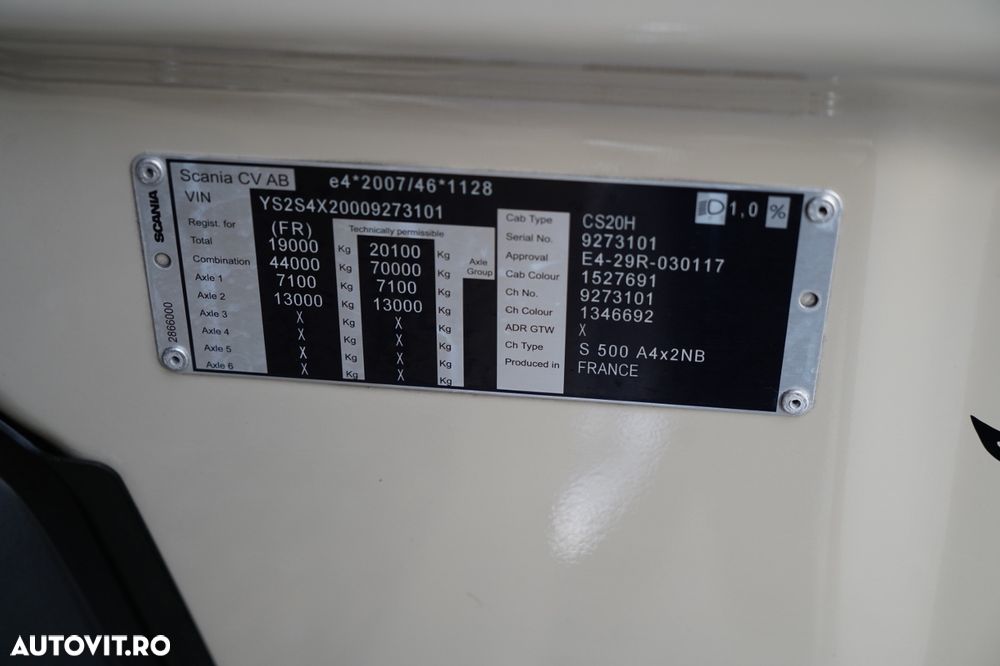 Scania CV AB e4*2007/46*1128
VIN YS2S4X20009273101
SCANIA
2866000
Regist. for (FR) Technically permissible
Total 19000 Kg 20100 Kg Axle Group
Combination 44000 Kg 70000 Kg
Axle 1 7100 Kg 7100 Kg
Axle 2 13000 Kg 13000 Kg
Axle 3 X Kg X Kg
Axle 4 X Kg X Kg
Axle 5 X Kg X Kg
Axle 6 X Kg X Kg
Cab Type CS20H
Serial No. 9273101
Approval E4-29R-030117
Cab Colour 1527691
Ch No. 9273101
Ch Colour 1346692
ADR GTW X
Ch Type S 500 A4x2NB
Produced in FRANCE
1,0 %
AUTOVIT.RO